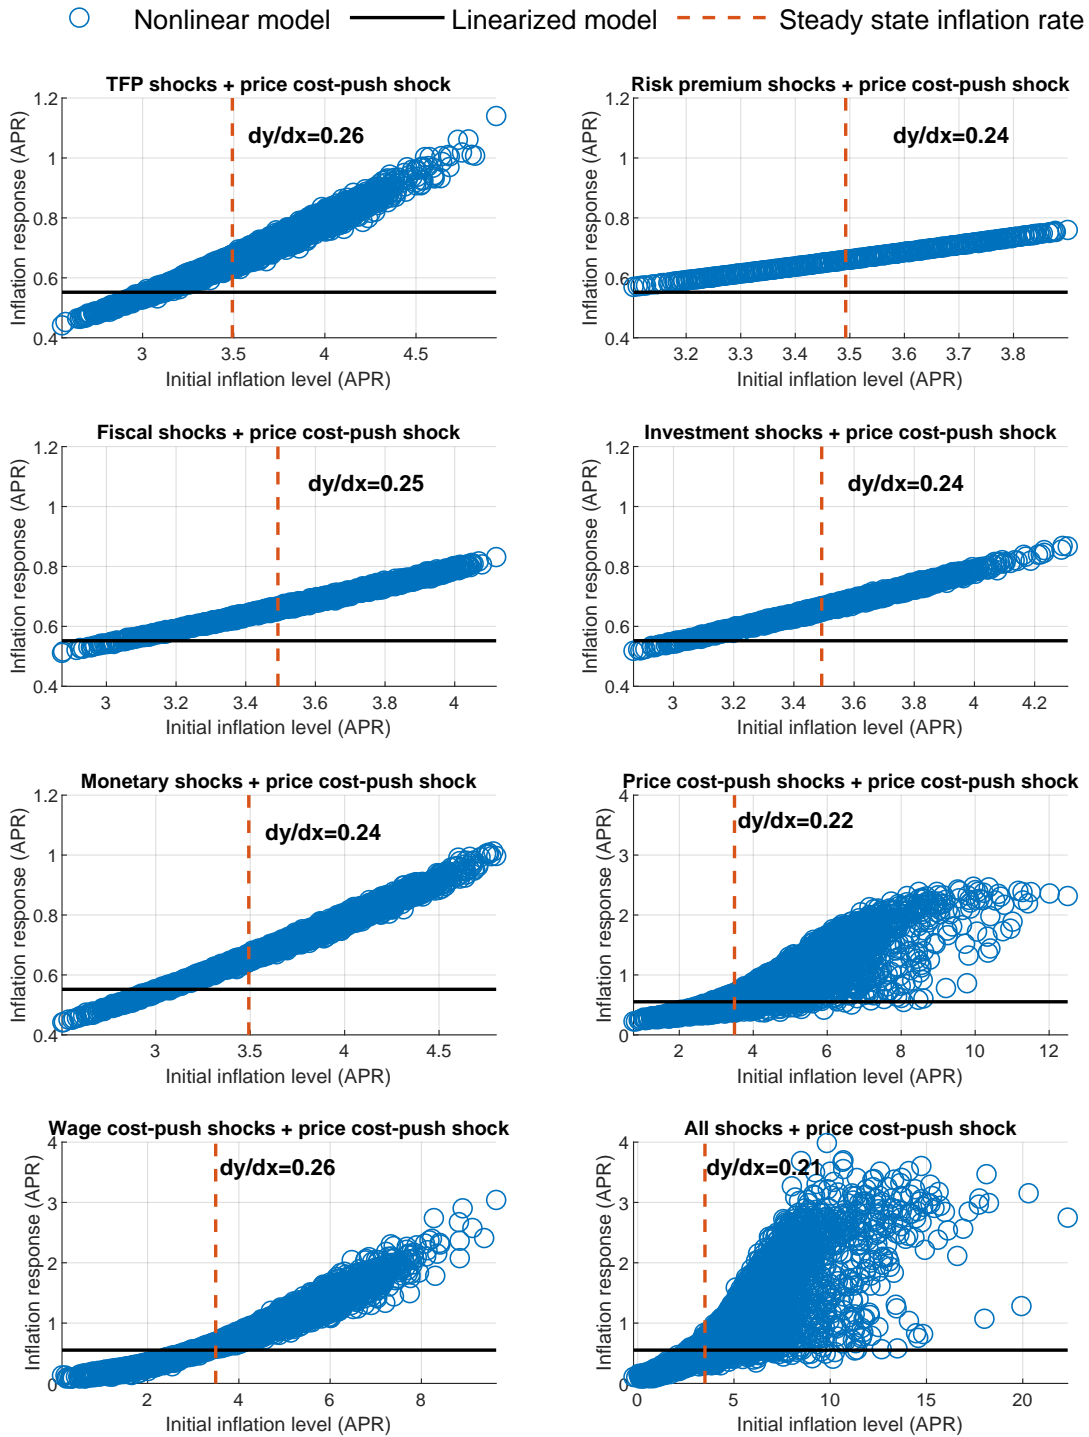 Nonlinear model Linearized model Steady state inflation rate
TFP shocks + price cost-push shock
dy/dx=0.26
Inflation response (APR)
1.2
1
0.8
0.6
0.4
3 3.5 4 4.5
Initial inflation level (APR)
Risk premium shocks + price cost-push shock
dy/dx=0.24
Inflation response (APR)
1.2
1
0.8
0.6
0.4
3.2 3.3 3.4 3.5 3.6 3.7 3.8
Initial inflation level (APR)
Fiscal shocks + price cost-push shock
dy/dx=0.25
Inflation response (APR)
1.2
1
0.8
0.6
0.4
3 3.2 3.4 3.6 3.8 4
Initial inflation level (APR)
Investment shocks + price cost-push shock
dy/dx=0.24
Inflation response (APR)
1.2
1
0.8
0.6
0.4
3 3.2 3.4 3.6 3.8 4 4.2
Initial inflation level (APR)
Monetary shocks + price cost-push shock
dy/dx=0.24
Inflation response (APR)
1.2
1
0.8
0.6
0.4
3 3.5 4 4.5
Initial inflation level (APR)
Price cost-push shocks + price cost-push shock
dy/dx=0.22
Inflation response (APR)
4
3
2
1
0
2 4 6 8 10 12
Initial inflation level (APR)
Wage cost-push shocks + price cost-push shock
dy/dx=0.26
Inflation response (APR)
4
3
2
1
0
2 4 6 8
Initial inflation level (APR)
All shocks + price cost-push shock
dy/dx=0.21
Inflation response (APR)
4
3
2
1
0
0 5 10 15 20
Initial inflation level (APR)